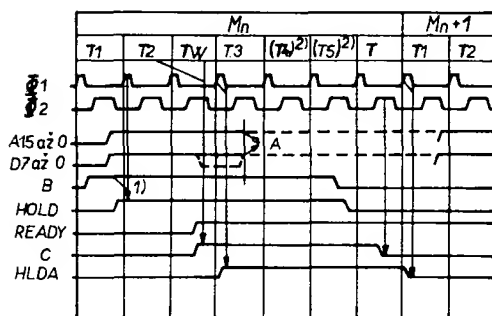 Mn Mn+1
T1 T2 TW T3 (T4)²⁾ (T5)²⁾ T T1 T2
Φ1
Φ2
A15 až 0
A
D7 až 0
B
1)
HOLD
READY
C
HLDA